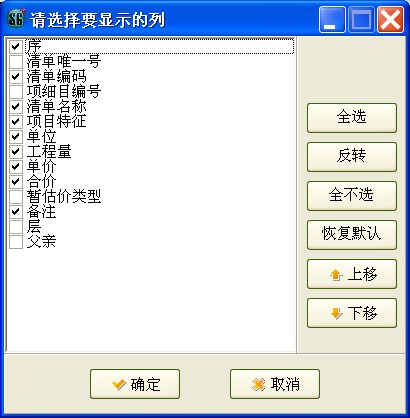 请选择要显示的列
序
清单唯一号
清单编码
项细目编号
清单名称
项目特征
单位
工程量
单价
合价
暂估价类型
备注
层
父亲
全选
反转
全不选
恢复默认
上移
下移
确定
取消